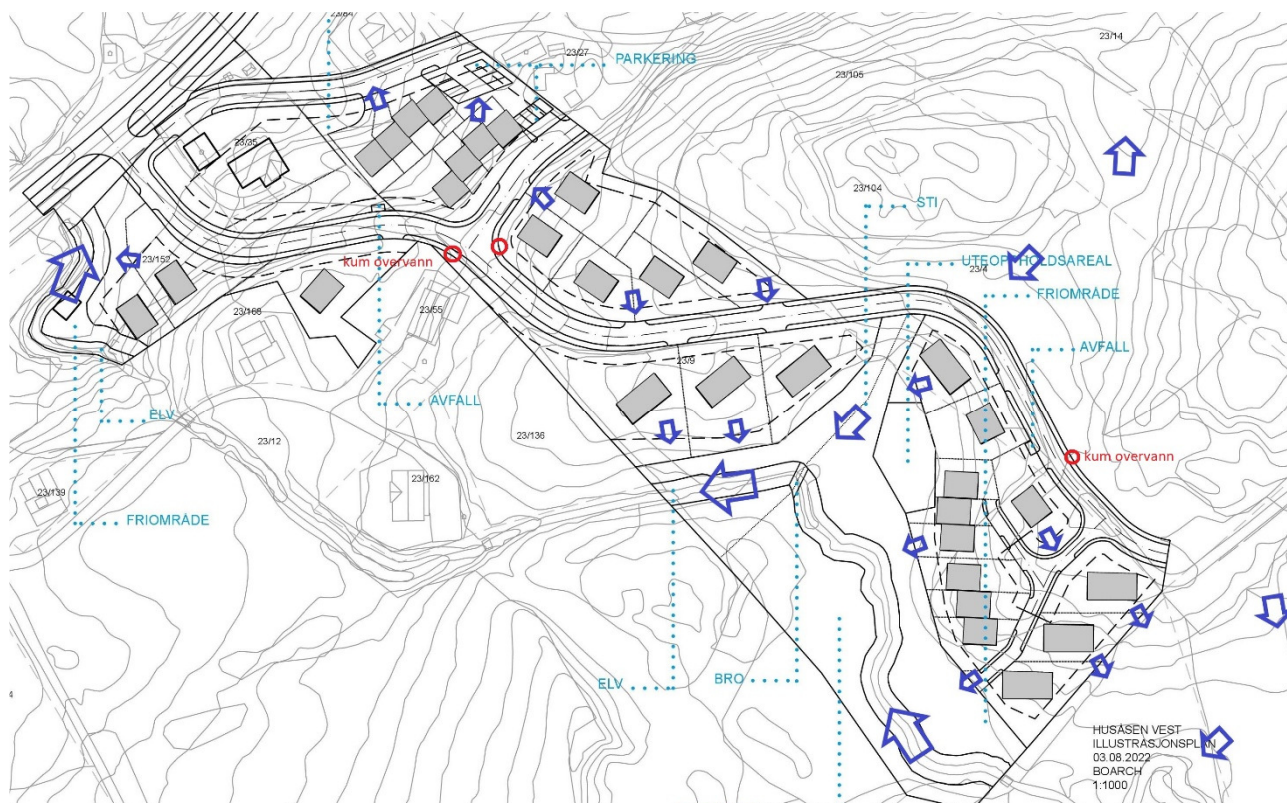 23/84
23/27
PARKERING
23/14
23/105
23/35
23/104
STI
kum overvann
23/152
UTEOPPHOLDSAREAL
23/4
FRIOMRÅDE
23/168
23/55
23/9
AVFALL
ELV
AVFALL
23/12
23/136
kum overvann
23/162
23/139
FRIOMRÅDE
ELV
BRO
HUSÅSEN VEST
ILLUSTRASJONSPLAN
03.08.2022
BOARCH
1:1000